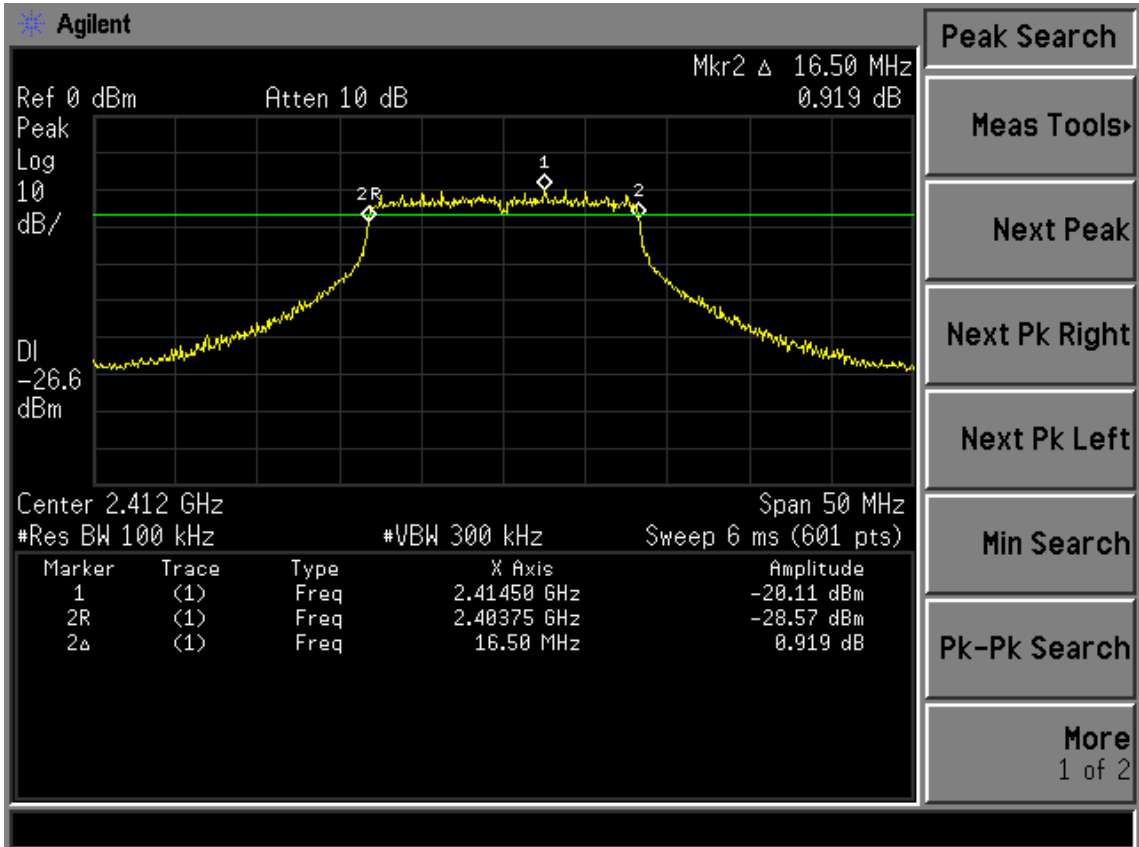 Agilent
Peak Search
Mkr2 Δ 16.50 MHz
Ref 0 dBm Atten 10 dB 0.919 dB
Peak
Log
10
dB/
1
2R
2
DI
-26.6
dBm
Center 2.412 GHz Span 50 MHz
#Res BW 100 kHz #VBW 300 kHz Sweep 6 ms (601 pts)
Marker Trace Type X Axis Amplitude
1 (1) Freq 2.41450 GHz -20.11 dBm
2R (1) Freq 2.40375 GHz -28.57 dBm
2Δ (1) Freq 16.50 MHz 0.919 dB
Meas Tools
Next Peak
Next Pk Right
Next Pk Left
Min Search
Pk-Pk Search
More
1 of 2